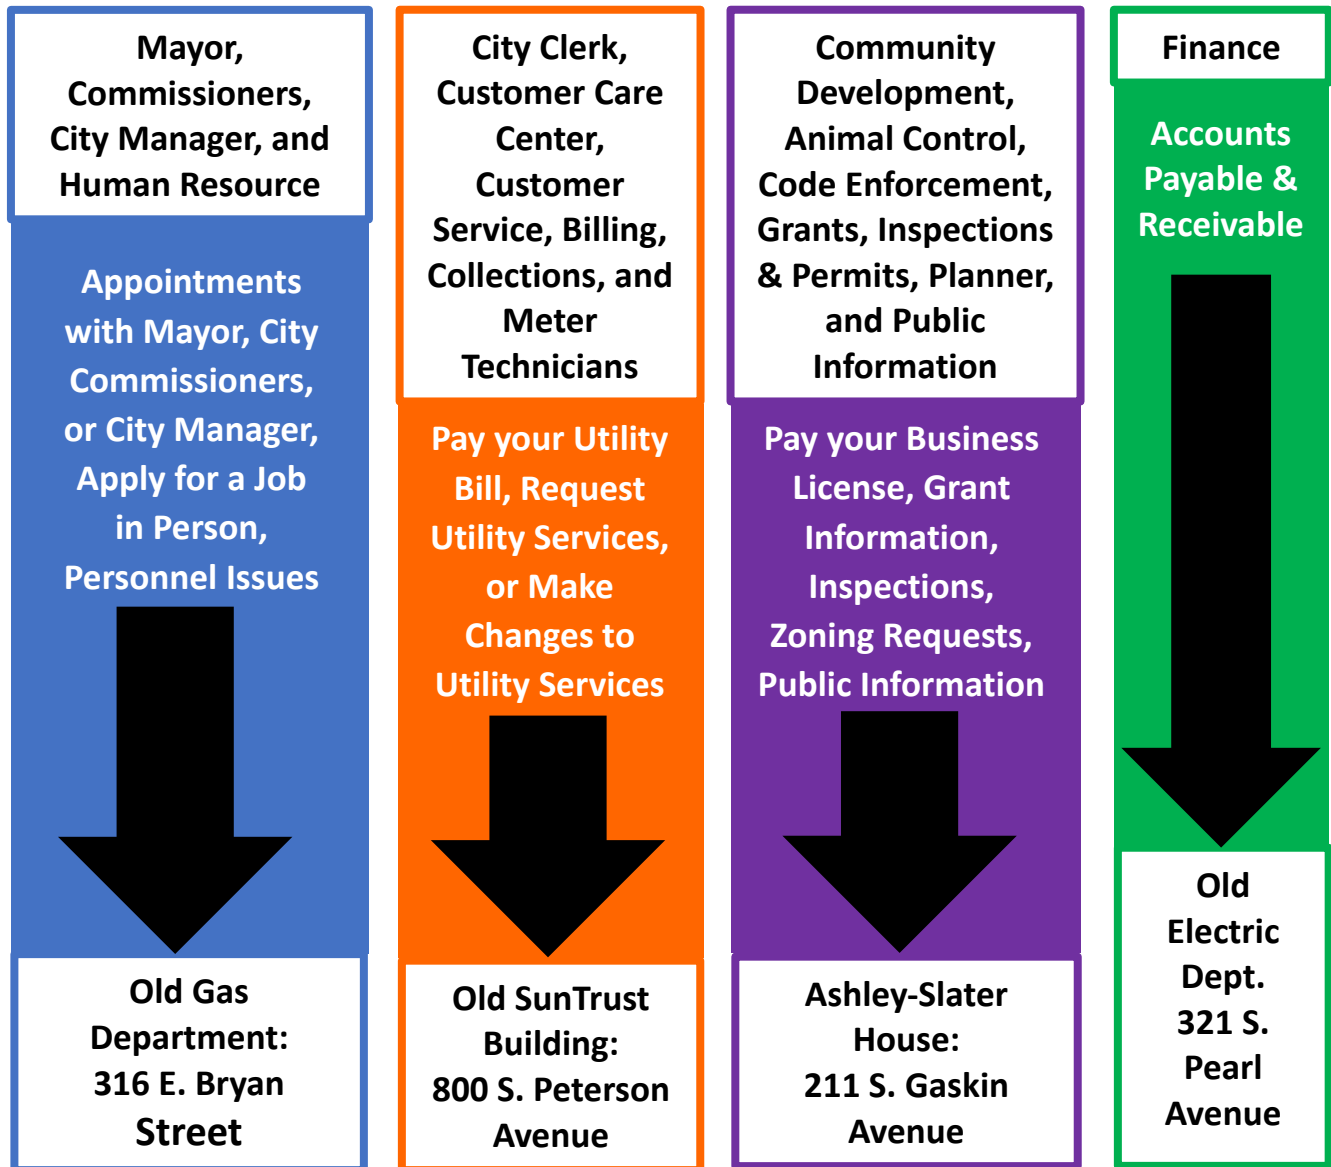 Mayor,
Commissioners,
City Manager, and
Human Resource
Appointments
with Mayor, City
Commissioners,
or City Manager,
Apply for a Job
in Person,
Personnel Issues
Old Gas
Department:
316 E. Bryan
Street
City Clerk,
Customer Care
Center,
Customer
Service, Billing,
Collections, and
Meter
Technicians
Pay your Utility
Bill, Request
Utility Services,
or Make
Changes to
Utility Services
Old SunTrust
Building:
800 S. Peterson
Avenue
Community
Development,
Animal Control,
Code Enforcement,
Grants, Inspections
& Permits, Planner,
and Public
Information
Pay your Business
License, Grant
Information,
Inspections,
Zoning Requests,
Public Information
Ashley-Slater
House:
211 S. Gaskin
Avenue
Finance
Accounts
Payable &
Receivable
Old
Electric
Dept.
321 S.
Pearl
Avenue